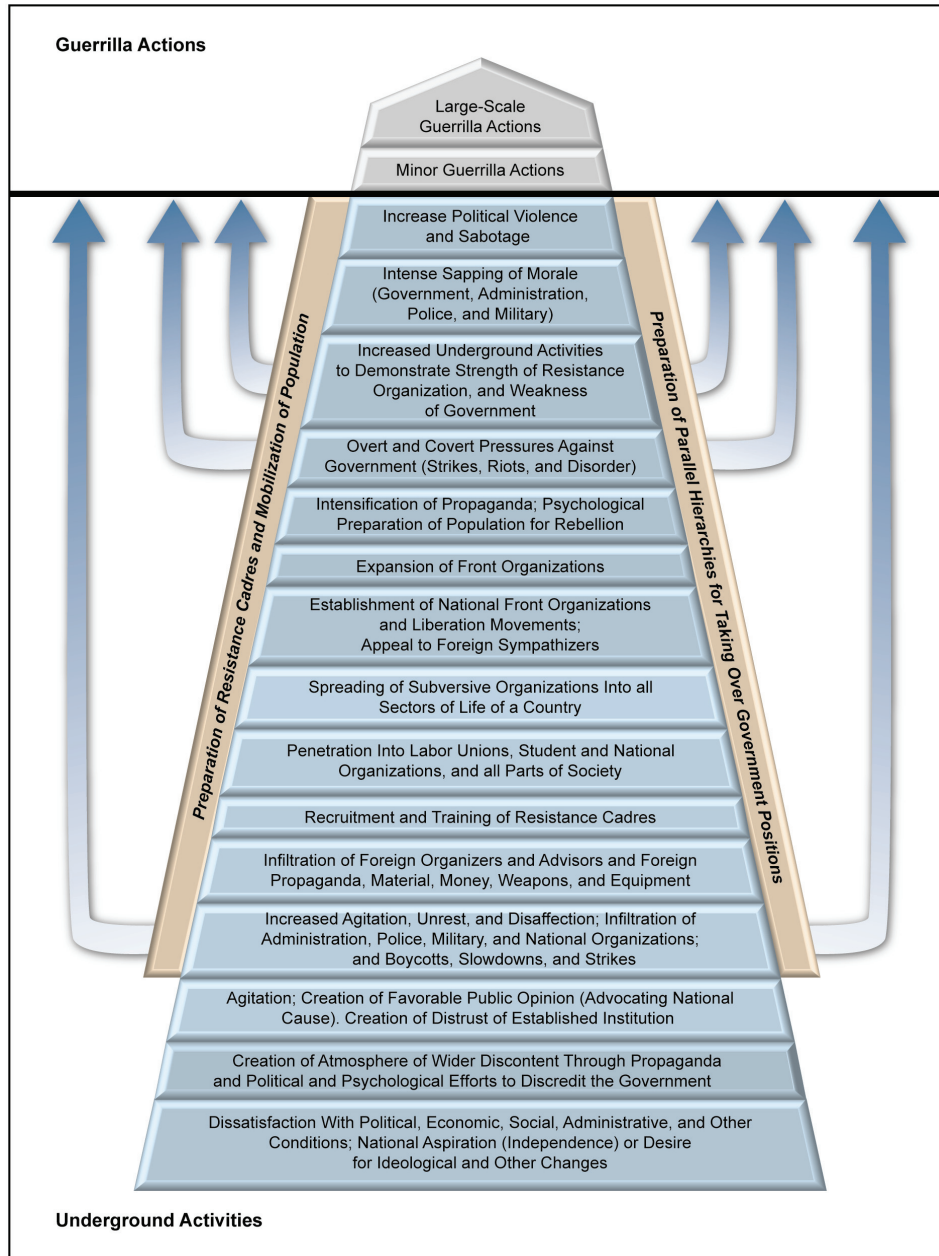 Guerrilla Actions
Large-Scale
Guerrilla Actions
Minor Guerrilla Actions
Increase Political Violence
and Sabotage
Intense Sapping of Morale
(Government, Administration,
Police, and Military)
Increased Underground Activities
to Demonstrate Strength of Resistance
Organization, and Weakness
of Government
Overt and Covert Pressures Against
Government (Strikes, Riots, and Disorder)
Intensification of Propaganda; Psychological
Preparation of Population for Rebellion
Expansion of Front Organizations
Establishment of National Front Organizations
and Liberation Movements;
Appeal to Foreign Sympathizers
Spreading of Subversive Organizations Into all
Sectors of Life of a Country
Penetration Into Labor Unions, Student and National
Organizations, and all Parts of Society
Recruitment and Training of Resistance Cadres
Infiltration of Foreign Organizers and Advisors and Foreign
Propaganda, Material, Money, Weapons, and Equipment
Increased Agitation, Unrest, and Disaffection; Infiltration of
Administration, Police, Military, and National Organizations;
and Boycotts, Slowdowns, and Strikes
Agitation; Creation of Favorable Public Opinion (Advocating National
Cause). Creation of Distrust of Established Institution
Creation of Atmosphere of Wider Discontent Through Propaganda
and Political and Psychological Efforts to Discredit the Government
Dissatisfaction With Political, Economic, Social, Administrative, and Other
Conditions; National Aspiration (Independence) or Desire
for Ideological and Other Changes
Preparation of Resistance Cadres and Mobilization of Population
Preparation of Parallel Hierarchies for Taking Over Government Positions
Underground Activities